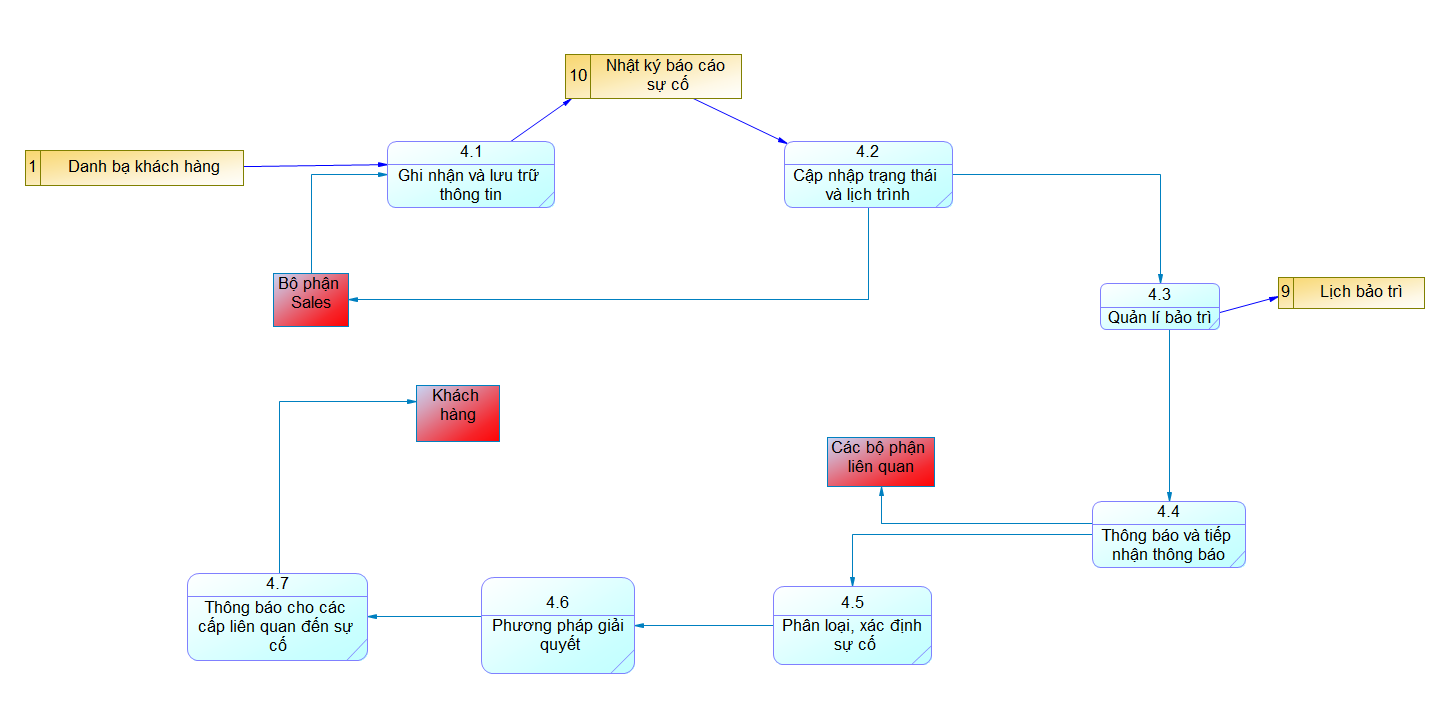 10
Nhật ký báo cáo
sự cố
1
Danh bạ khách hàng
4.1
Ghi nhận và lưu trữ
thông tin
4.2
Cập nhập trạng thái
và lịch trình
Bộ phận
Sales
4.3
Quản lí bảo trì
9
Lịch bảo trì
Khách
hàng
Các bộ phận
liên quan
4.4
Thông báo và tiếp
nhận thông báo
4.7
Thông báo cho các
cấp liên quan đến sự
cố
4.6
Phương pháp giải
quyết
4.5
Phân loại, xác định
sự cố